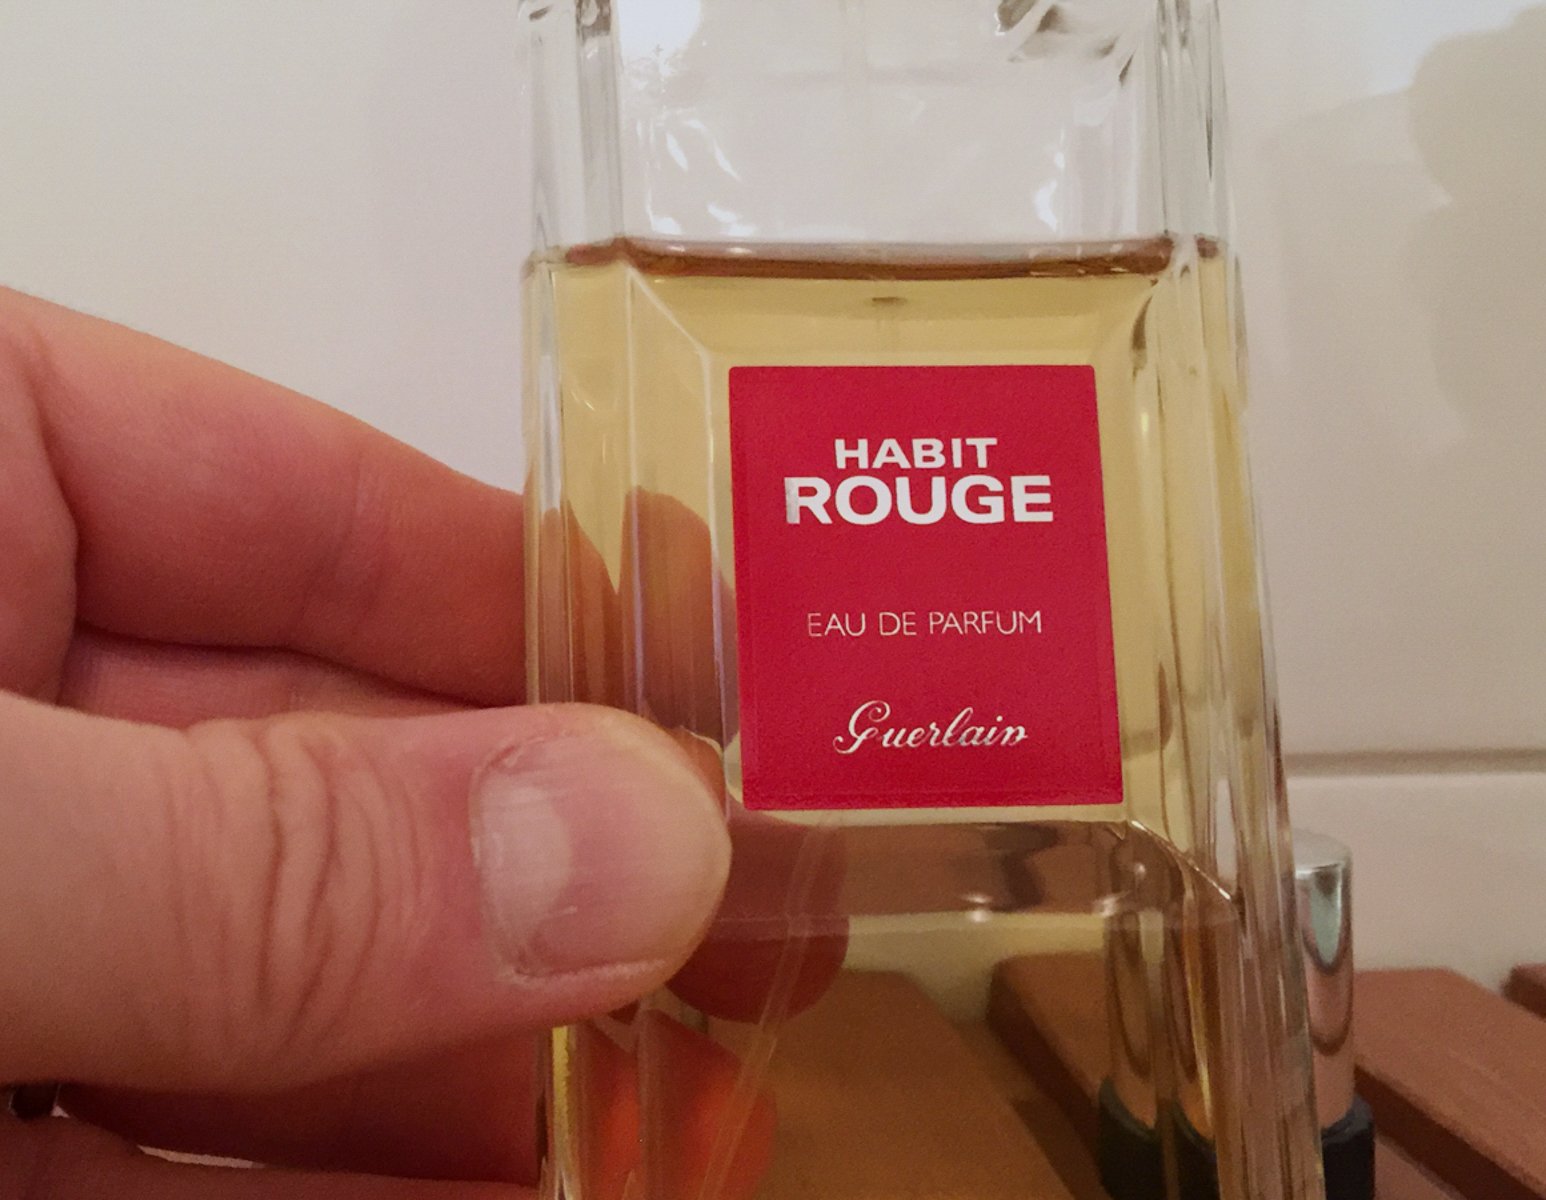 HABIT
ROUGE
EAU DE PARFUM
Guerlain